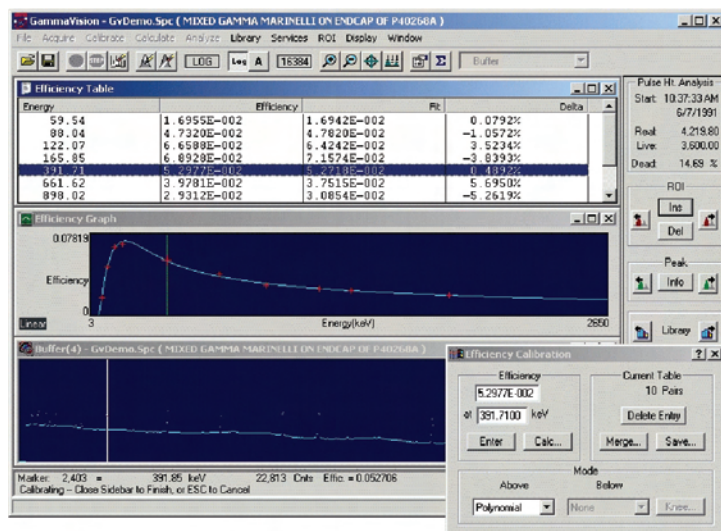 GammaVision - GvDemo.Spc ( MIXED GAMMA MARINELLI ON ENDCAP OF P40268A )
File Acquire Calibrate Calculate Analyze Library Services ROI Display Window
LOG Log A 16384 Σ Buffer
Efficiency Table
Energy Efficiency Fit Delta
59.54 1.6955E-002 1.6942E-002 0.0792%
88.04 4.7320E-002 4.7820E-002 -1.0572%
122.07 6.6588E-002 6.4242E-002 3.5234%
165.85 6.8928E-002 7.1574E-002 -3.8393%
391.71 5.2977E-002 5.2718E-002 0.4892%
661.62 3.9781E-002 3.7515E-002 5.6950%
898.02 2.9312E-002 3.0854E-002 -5.2619%
Efficiency Graph
0.07819
Efficiency
0
Linear 3 Energy(keV) 2650
Buffer(4) - GvDemo.Spc ( MIXED GAMMA MARINELLI ON ENDCAP OF P40268A )
Marker: 2,403 = 391.85 keV 22,813 Cnts Effic. = 0.052706
Calibrating -- Close Sidebar to Finish, or ESC to Cancel
Pulse Ht. Analysis
Start: 10:37:33 AM
6/7/1991
Real: 4,219.80
Live: 3,600.00
Dead: 14.69 %
ROI
Ins
Del
Peak
Info
Library
Efficiency Calibration
Efficiency
5.2977E-002
at 391.7100 keV
Enter Calc...
Current Table
10 Pairs
Delete Entry
Merge... Save...
Mode
Above Below
Polynomial None Knee...